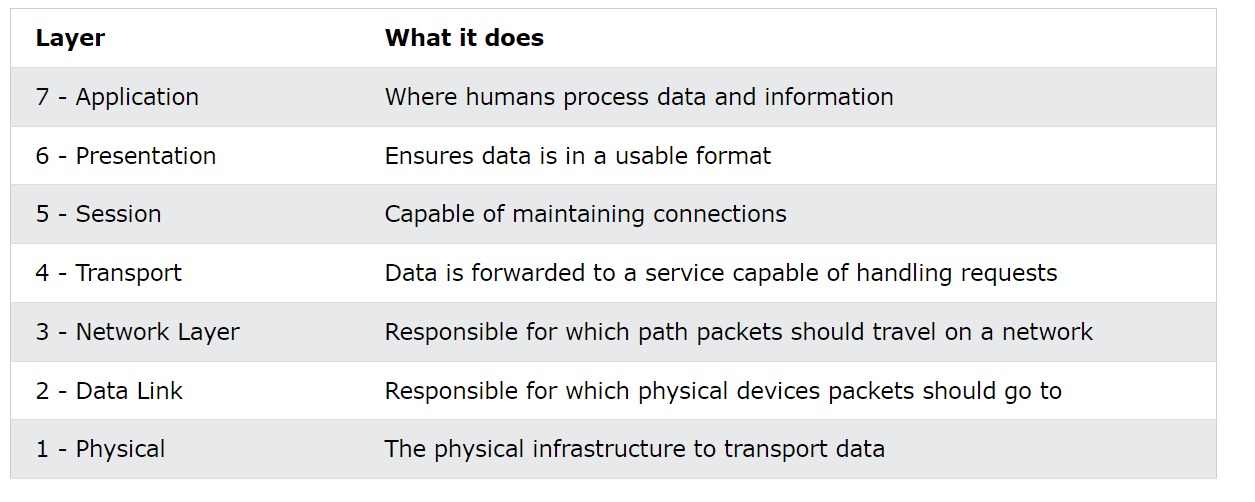 Layer What it does
7 - Application Where humans process data and information
6 - Presentation Ensures data is in a usable format
5 - Session Capable of maintaining connections
4 - Transport Data is forwarded to a service capable of handling requests
3 - Network Layer Responsible for which path packets should travel on a network
2 - Data Link Responsible for which physical devices packets should go to
1 - Physical The physical infrastructure to transport data